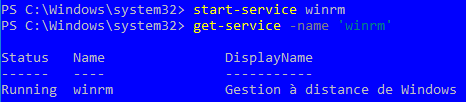 PS C:\Windows\system32> start-service winrm
PS C:\Windows\system32> get-service -name 'winrm'
Status   Name               DisplayName
------   ----               -----------
Running  winrm              Gestion à distance de Windows